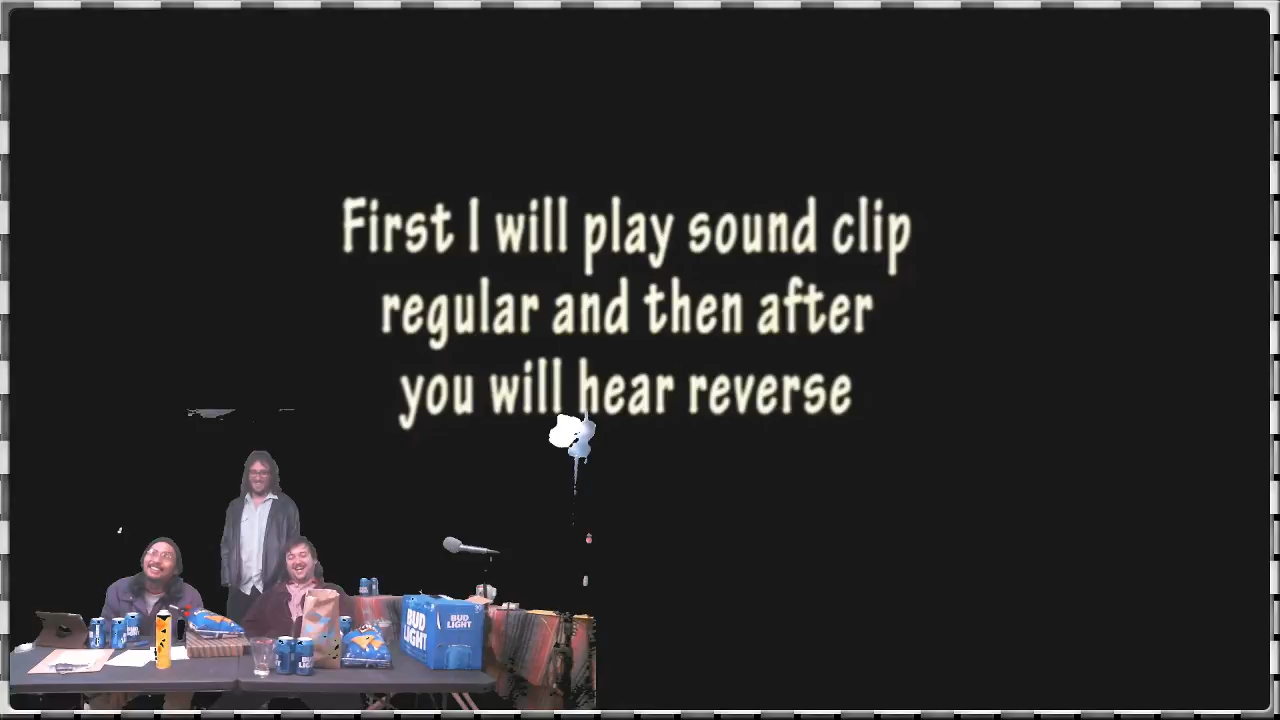 First I will play sound clip
regular and then after
you will hear reverse
BUD
LIGHT
BUD
LIGHT